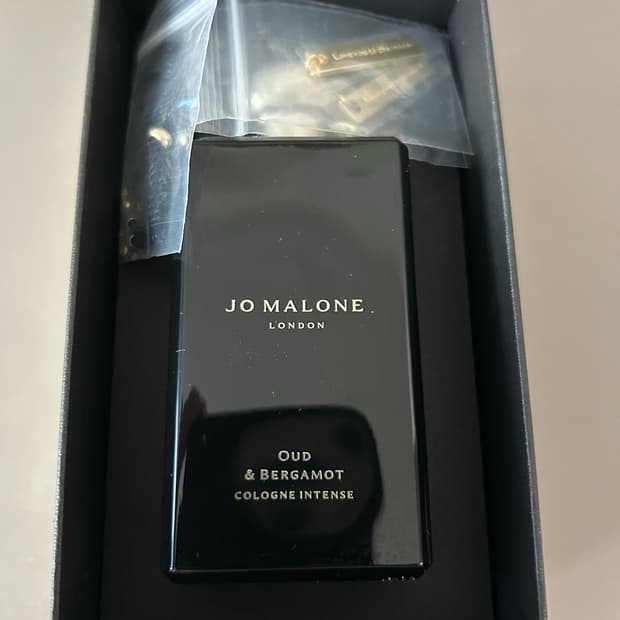 JO MALONE
LONDON
OUD
& BERGAMOT
COLOGNE INTENSE